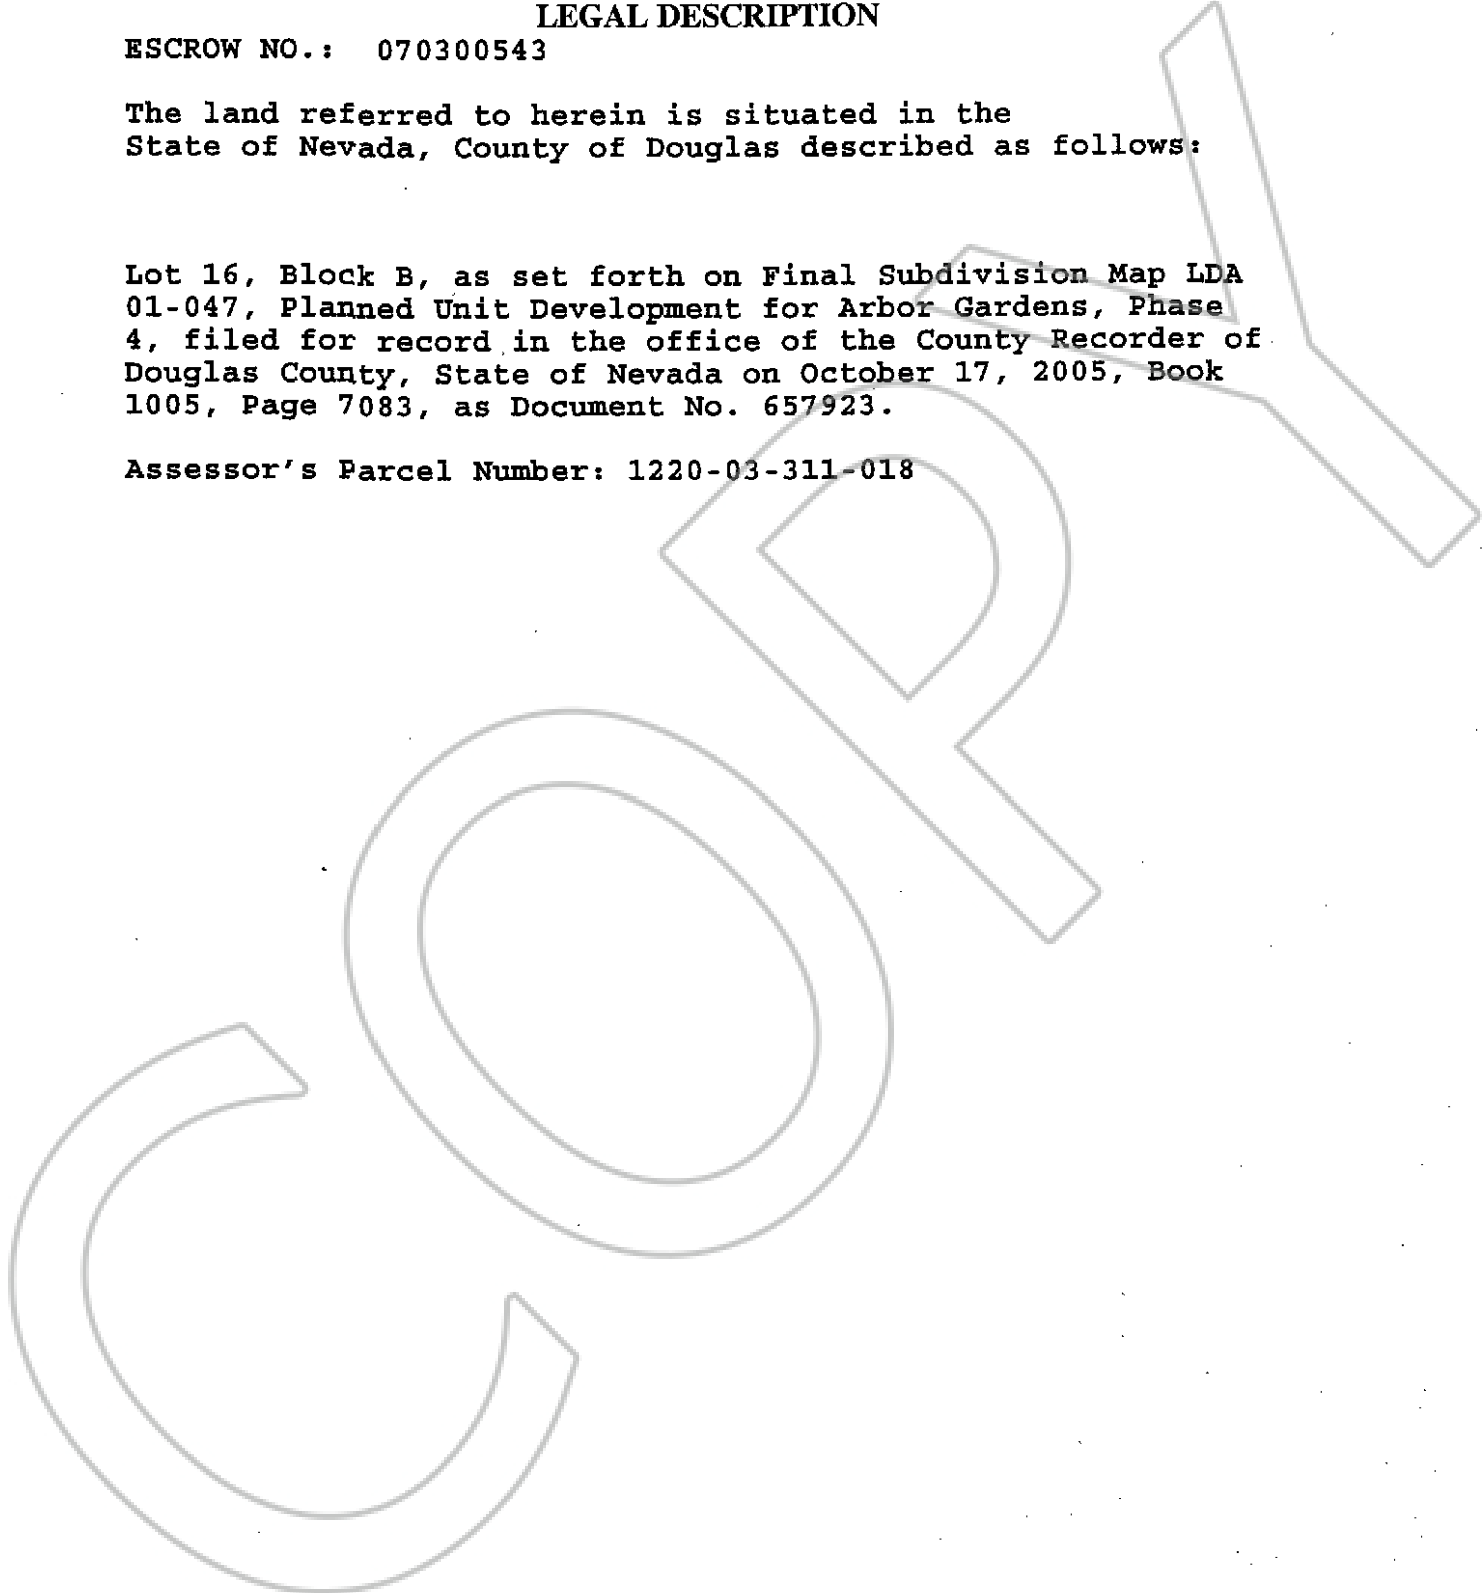 LEGAL DESCRIPTION
ESCROW NO.: 070300543
The land referred to herein is situated in the
State of Nevada, County of Douglas described as follows:
Lot 16, Block B, as set forth on Final Subdivision Map LDA
01-047, Planned Unit Development for Arbor Gardens, Phase
4, filed for record in the office of the County Recorder of
Douglas County, State of Nevada on October 17, 2005, Book
1005, Page 7083, as Document No. 657923.
Assessor's Parcel Number: 1220-03-311-018
COPY